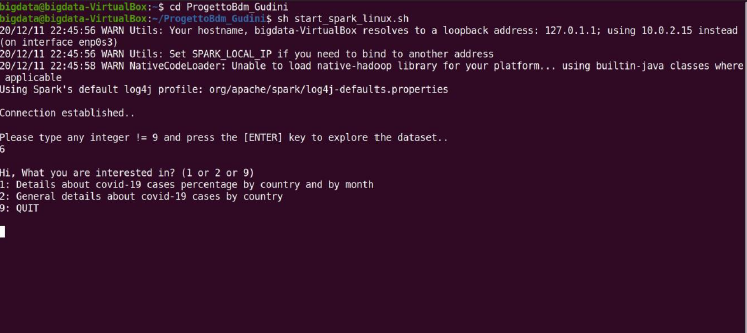 bigdata@bigdata-VirtualBox:~$ cd ProgettoBdm_Gudini
bigdata@bigdata-VirtualBox:~/ProgettoBdm_Gudini$ sh start_spark_linux.sh
20/12/11 22:45:56 WARN Utils: Your hostname, bigdata-VirtualBox resolves to a loopback address: 127.0.1.1; using 10.0.2.15 instead
(on interface enp0s3)
20/12/11 22:45:56 WARN Utils: Set SPARK_LOCAL_IP if you need to bind to another address
20/12/11 22:45:58 WARN NativeCodeLoader: Unable to load native-hadoop library for your platform... using builtin-java classes where
applicable
Using Spark's default log4j profile: org/apache/spark/log4j-defaults.properties
Connection established..
Please type any integer != 9 and press the [ENTER] key to explore the dataset..
6
Hi, What you are interested in? (1 or 2 or 9)
1: Details about covid-19 cases percentage by country and by month
2: General details about covid-19 cases by country
9: QUIT